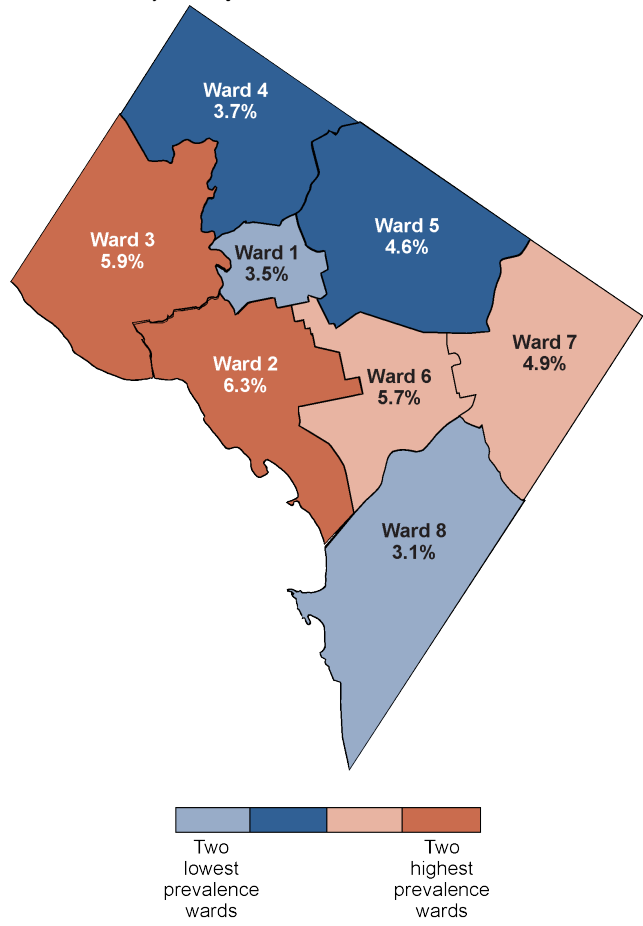 Ward 4
3.7%
Ward 5
4.6%
Ward 3
5.9%
Ward 1
3.5%
Ward 7
4.9%
Ward 2
6.3%
Ward 6
5.7%
Ward 8
3.1%
Two
lowest
prevalence
wards
Two
highest
prevalence
wards